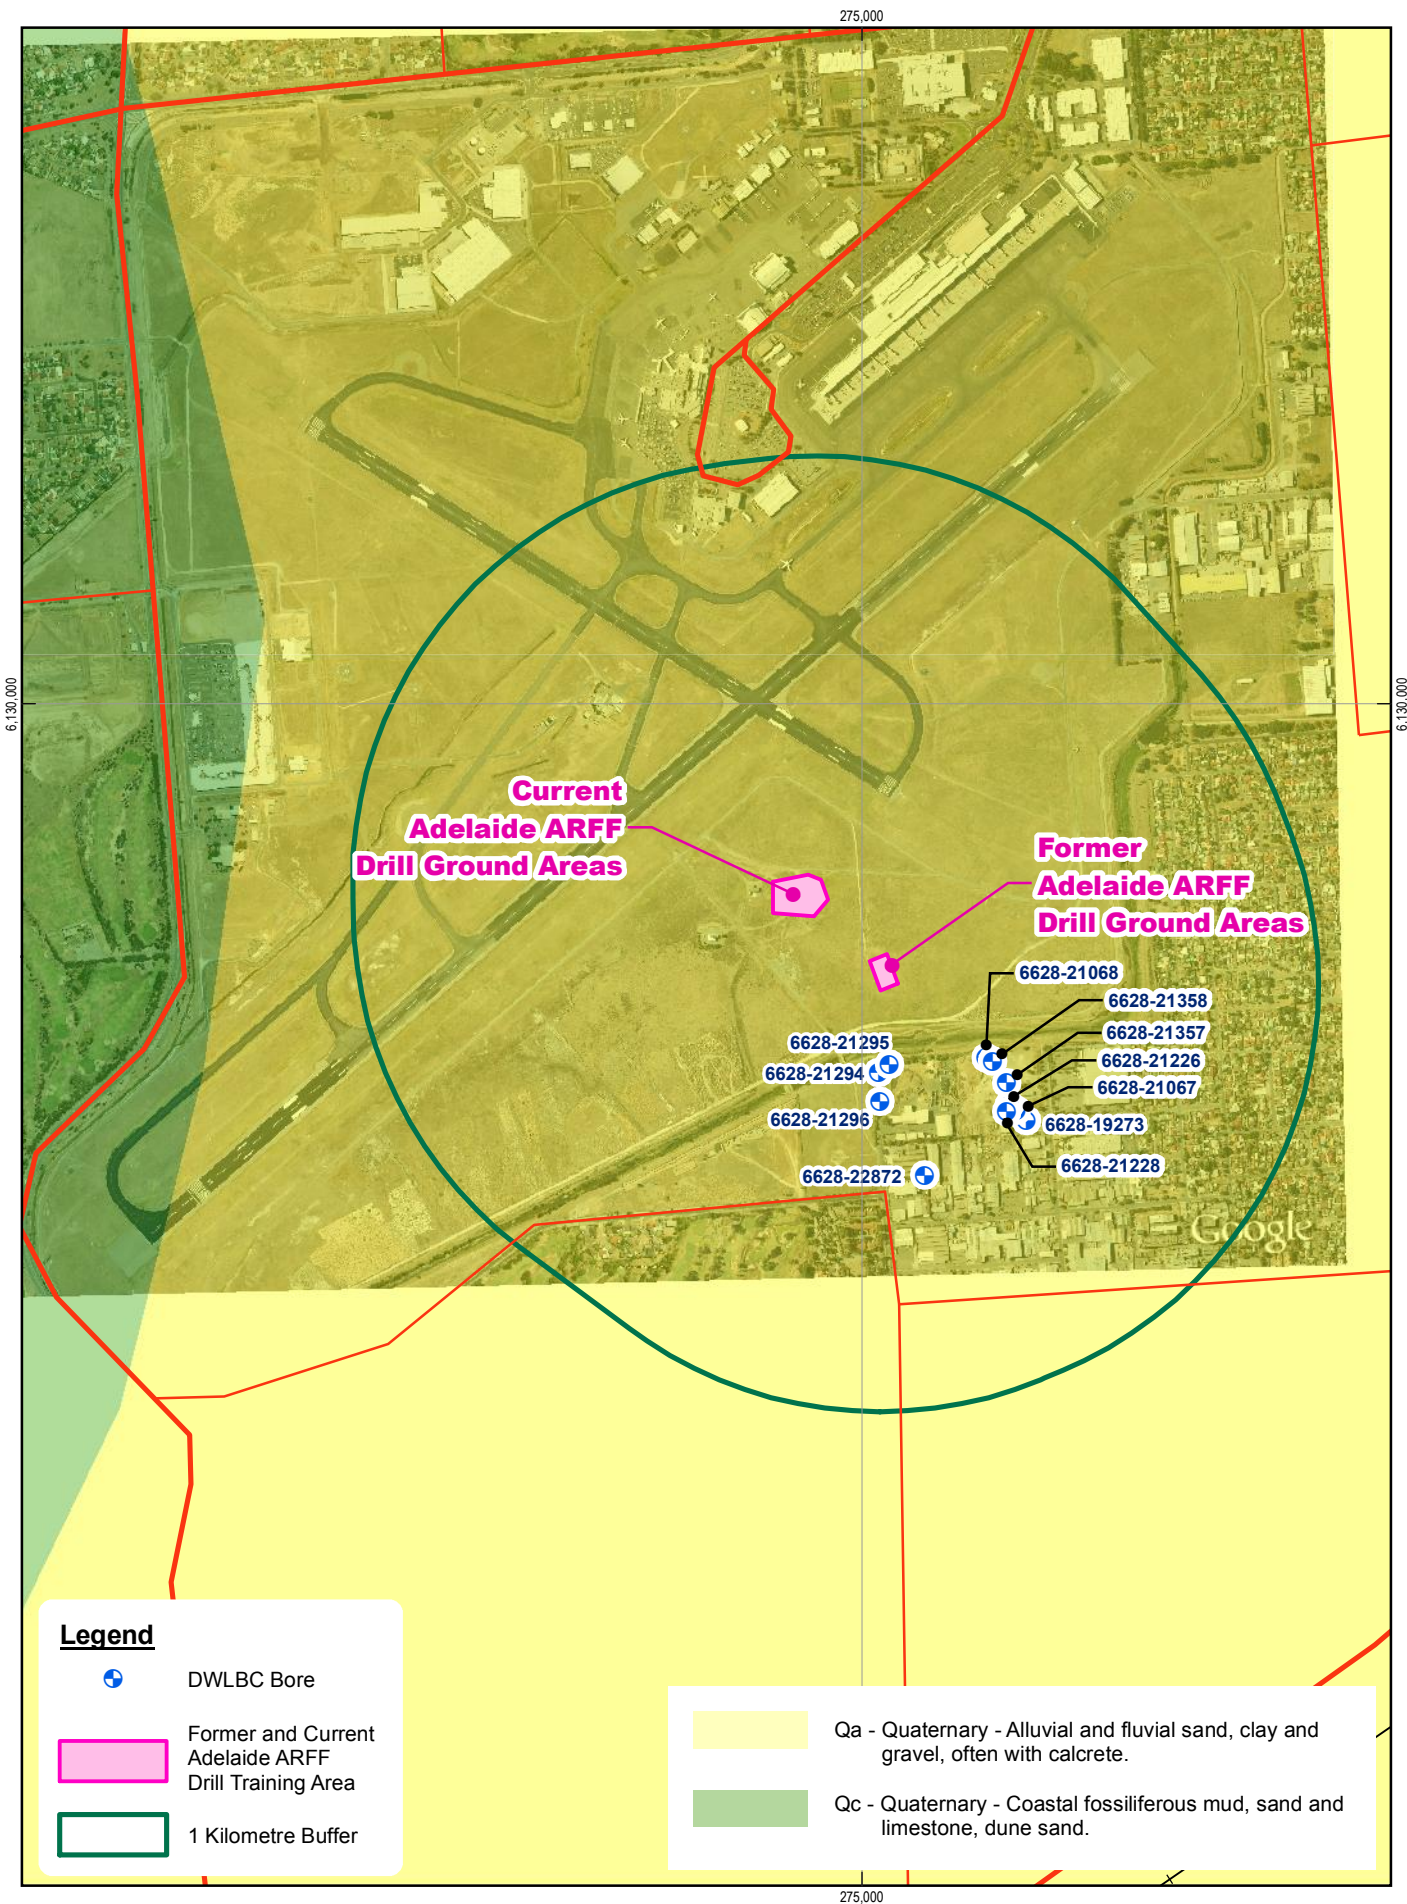 275,000
6,130,000
6,130,000
Current
Adelaide ARFF
Drill Ground Areas
Former
Adelaide ARFF
Drill Ground Areas
6628-21068
6628-21358
6628-21357
6628-21226
6628-21067
6628-19273
6628-21228
6628-21295
6628-21294
6628-21296
6628-22872
Google
Legend
DWLBC Bore
Former and Current
Adelaide ARFF
Drill Training Area
1 Kilometre Buffer
Qa - Quaternary - Alluvial and fluvial sand, clay and
gravel, often with calcrete.
Qc - Quaternary - Coastal fossiliferous mud, sand and
limestone, dune sand.
275,000